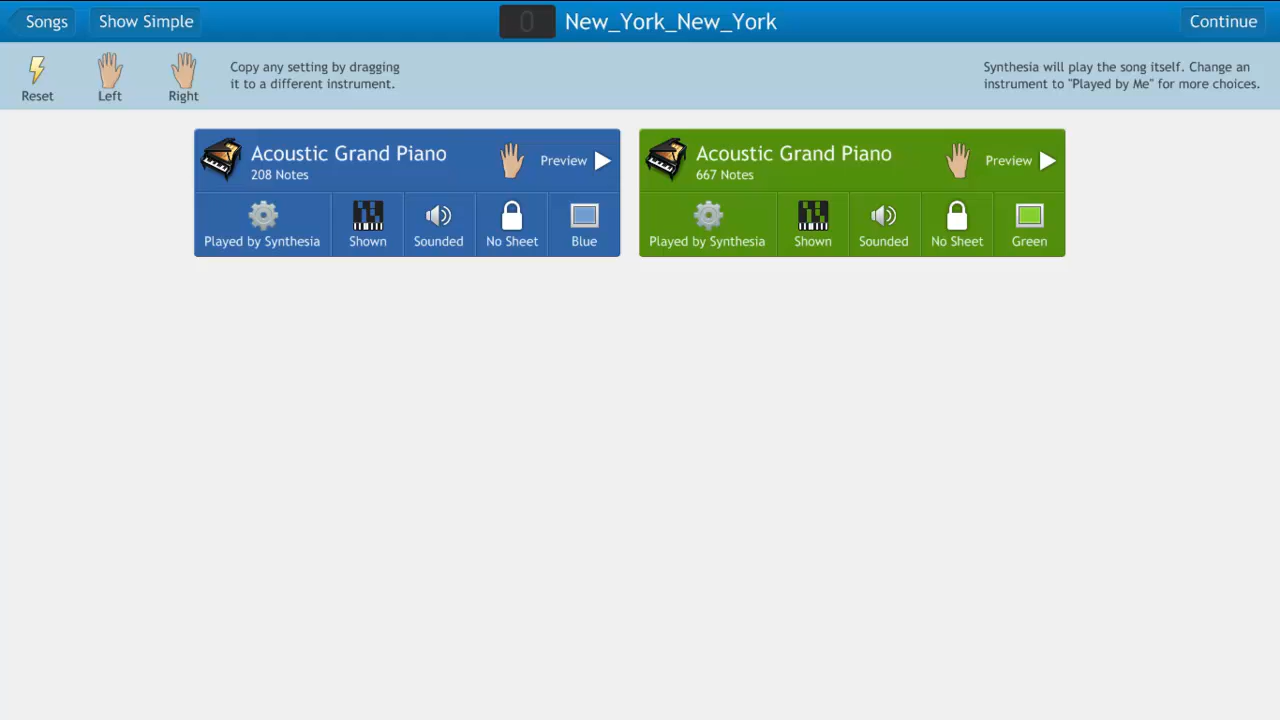 Songs
Show Simple
0
New_York_New_York
Continue
Reset
Left
Right
Copy any setting by dragging
it to a different instrument.
Synthesia will play the song itself. Change an
instrument to "Played by Me" for more choices.
Acoustic Grand Piano
208 Notes
Preview
Played by Synthesia
Shown
Sounded
No Sheet
Blue
Acoustic Grand Piano
667 Notes
Preview
Played by Synthesia
Shown
Sounded
No Sheet
Green